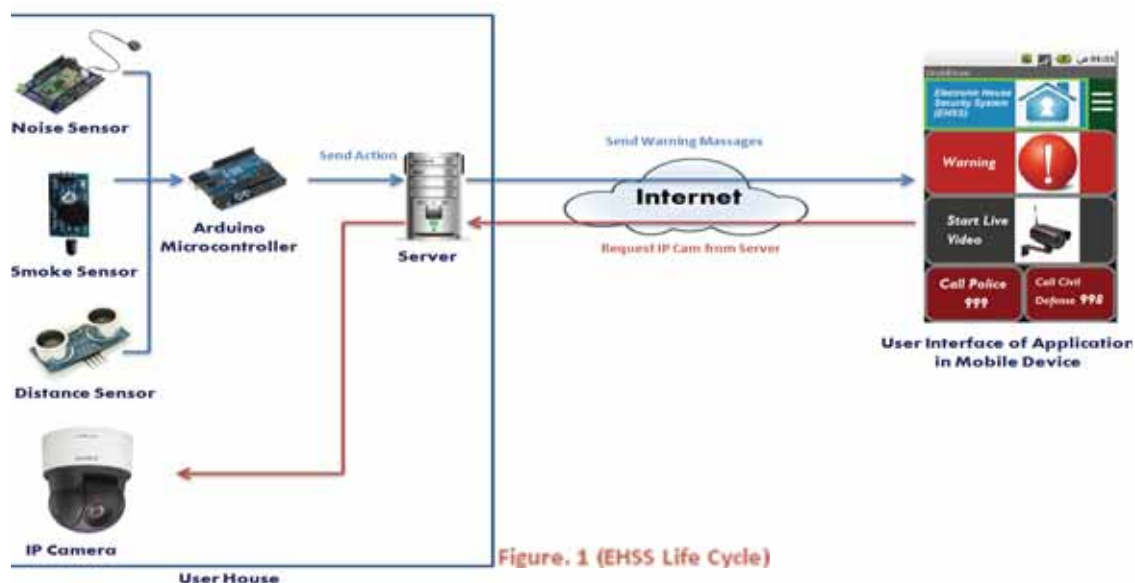 Noise Sensor
Smoke Sensor
Distance Sensor
IP Camera
User House
Arduino
Microcontroller
Send Action
Server
Send Warning Massages
Internet
Request IP Cam from Server
Electronic House
Security System
(EHSS)
Warning
Start Live
Video
Call Police
999
Call Civil
Defense 998
User Interface of Application
in Mobile Device
Figure. 1 (EHSS Life Cycle)